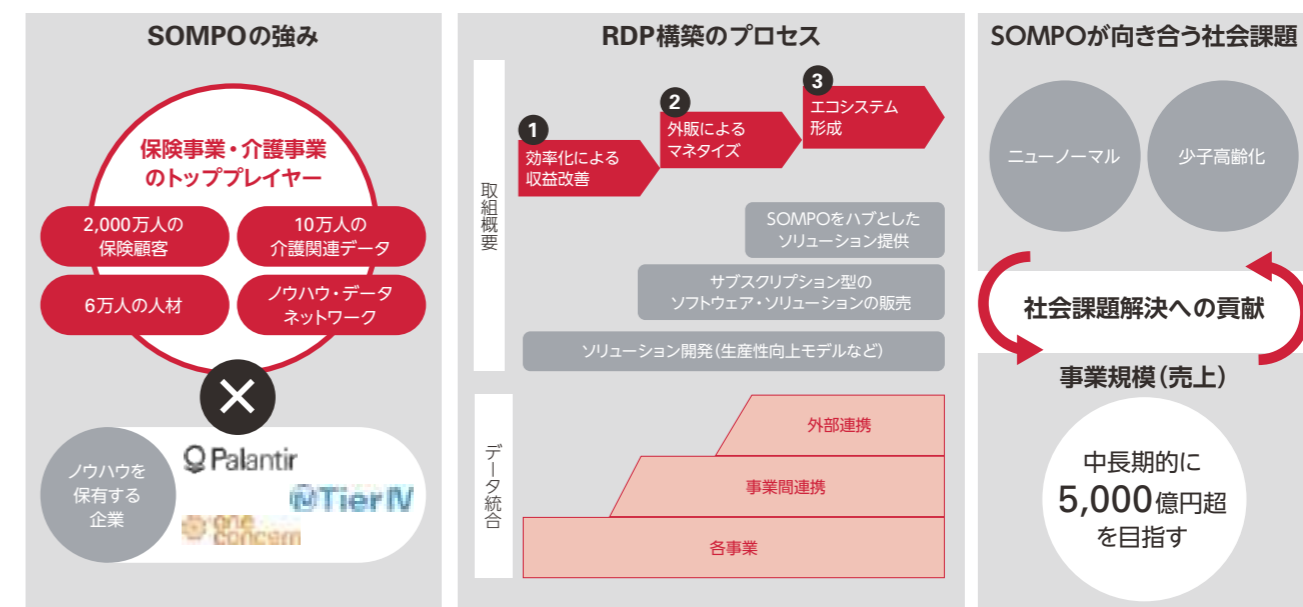 SOMPOの強み
保険事業・介護事業
のトッププレイヤー
2,000万人の
保険顧客
10万人の
介護関連データ
6万人の人材
ノウハウ・データ
ネットワーク
×
ノウハウを
保有する
企業
Palantir
TierIV
one
concern
RDP構築のプロセス
取組概要
1
効率化による
収益改善
2
外販による
マネタイズ
3
エコシステム
形成
SOMPOをハブとした
ソリューション提供
サブスクリプション型の
ソフトウェア・ソリューションの販売
ソリューション開発(生産性向上モデルなど)
データ統合
外部連携
事業間連携
各事業
SOMPOが向き合う社会課題
ニューノーマル
少子高齢化
社会課題解決への貢献
事業規模(売上)
中長期的に
5,000億円超
を目指す